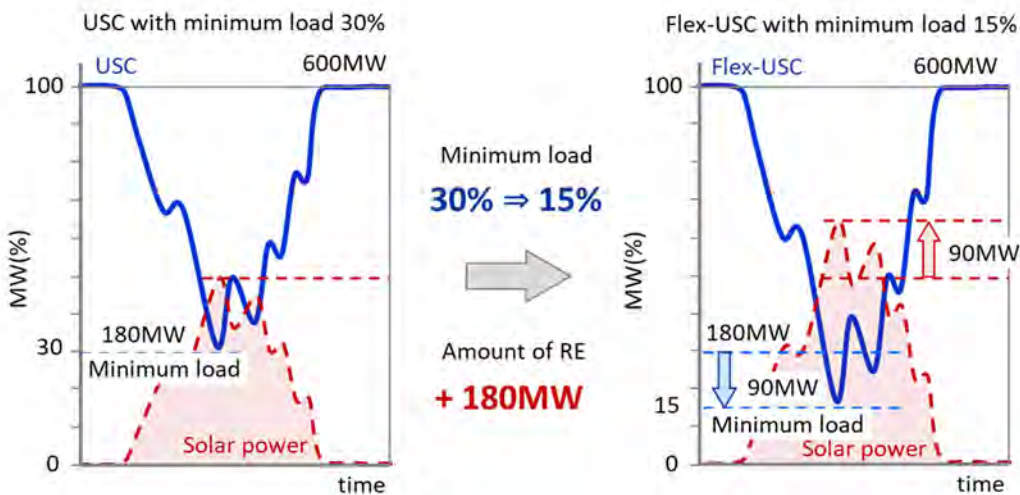 USC with minimum load 30%
USC
600MW
100
MW(%)
180MW
30
Minimum load
Solar power
0
time
Minimum load
30% ⇒ 15%
Amount of RE
+ 180MW
Flex-USC with minimum load 15%
Flex-USC
600MW
100
MW(%)
90MW
180MW
30
90MW
15
Minimum load
Solar power
0
time